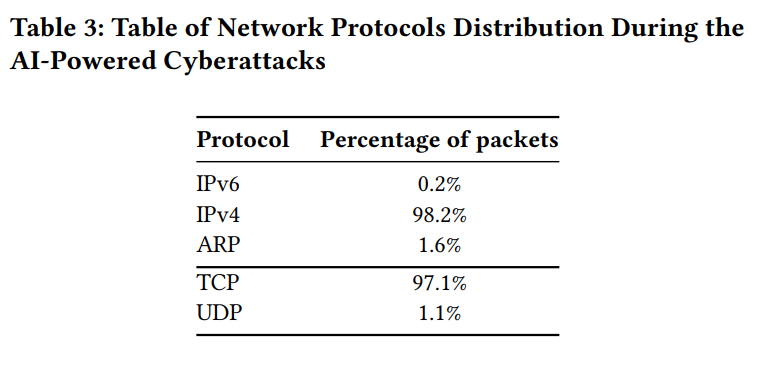 Table 3: Table of Network Protocols Distribution During the
AI-Powered Cyberattacks
Protocol Percentage of packets
IPv6 0.2%
IPv4 98.2%
ARP 1.6%
TCP 97.1%
UDP 1.1%